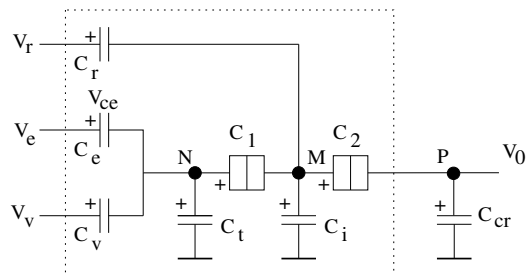 V_r
+
C_r
V_ce
V_e
+
C_e
V_v
+
C_v
N
C_1
+
M
C_2
+
P
V_0
+
C_t
+
C_i
+
C_cr